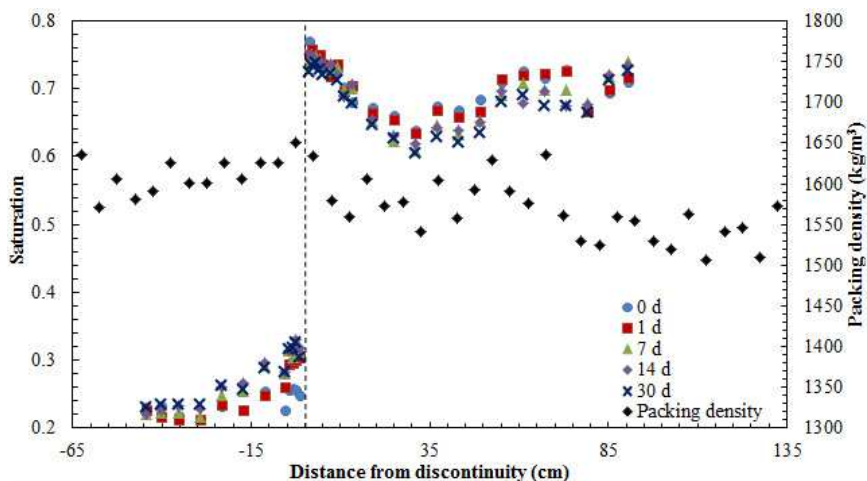 0.8
0.7
0.6
0.5
0.4
0.3
0.2
Saturation
1800
1750
1700
1650
1600
1550
1500
1450
1400
1350
1300
Packing density (kg/m³)
0 d
1 d
7 d
14 d
30 d
Packing density
-65
-15
35
85
135
Distance from discontinuity (cm)